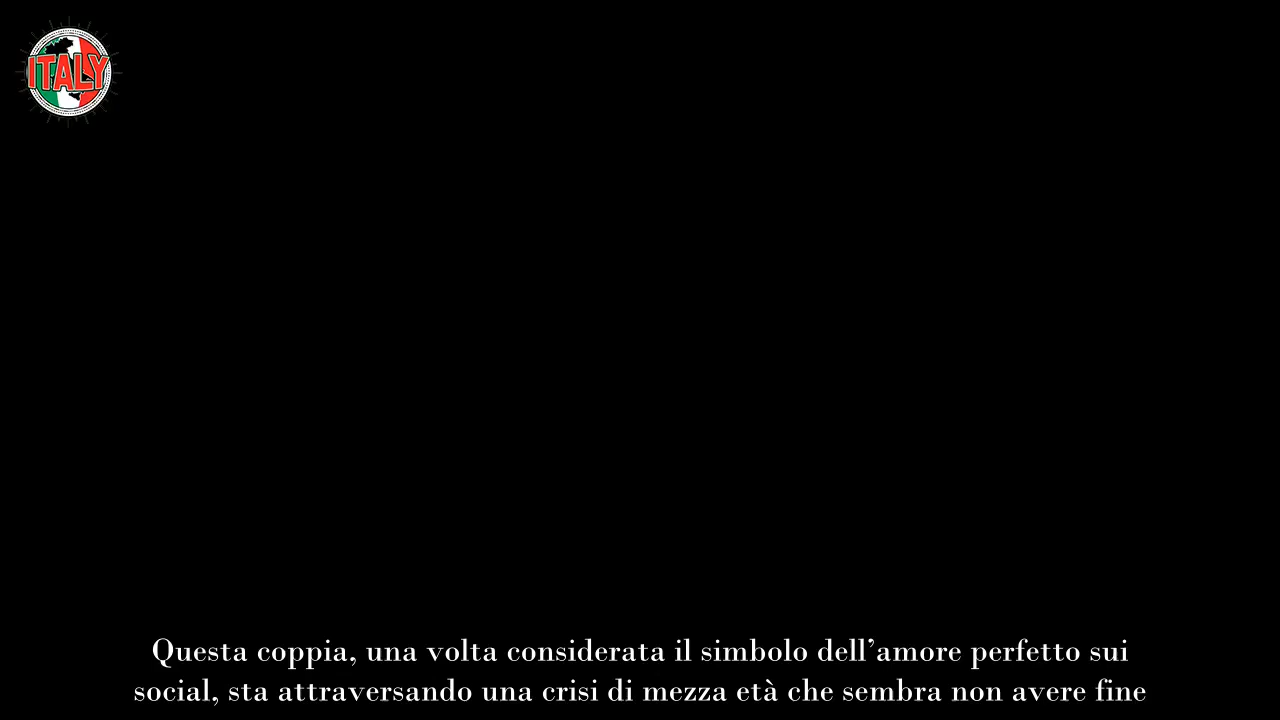 ITALY
Questa coppia, una volta considerata il simbolo dell’amore perfetto sui
social, sta attraversando una crisi di mezza età che sembra non avere fine